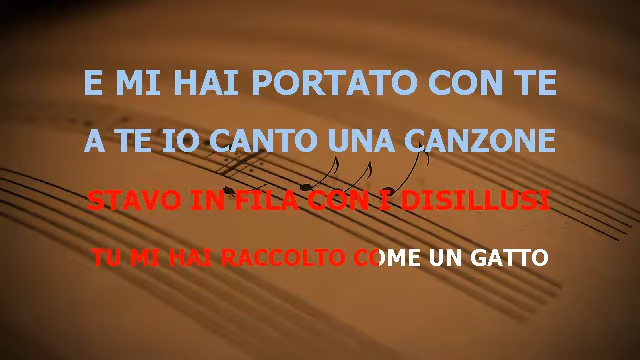 E MI HAI PORTATO CON TE
A TE IO CANTO UNA CANZONE
STAVO IN FILA CON I DISILLUSI
TU MI HAI RACCOLTO COME UN GATTO